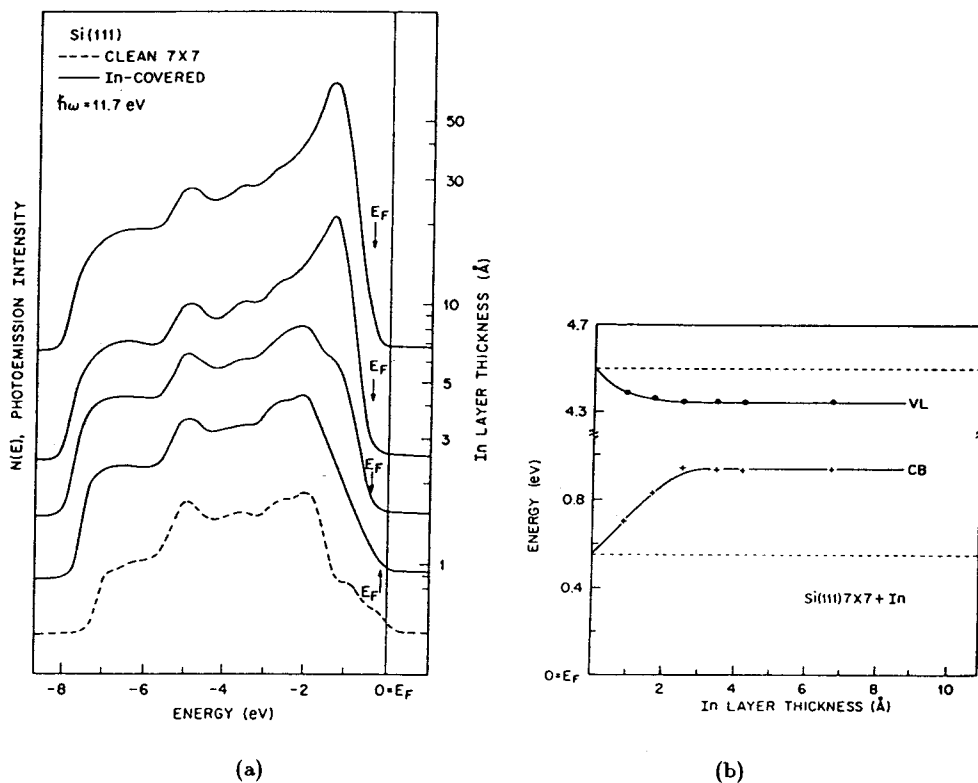 Si(111)
CLEAN 7X7
In-COVERED
ħω = 11.7 eV
N(E), PHOTOEMISSION INTENSITY
50
30
10
5
3
1
In LAYER THICKNESS (Å)
E_F
E_F
E_F
E_F
-8
-6
-4
-2
0=E_F
ENERGY (eV)
(a)
4.7
4.3
0.8
0.4
0=E_F
ENERGY (eV)
VL
CB
Si(111)7X7+In
2
4
6
8
10
In LAYER THICKNESS (Å)
(b)